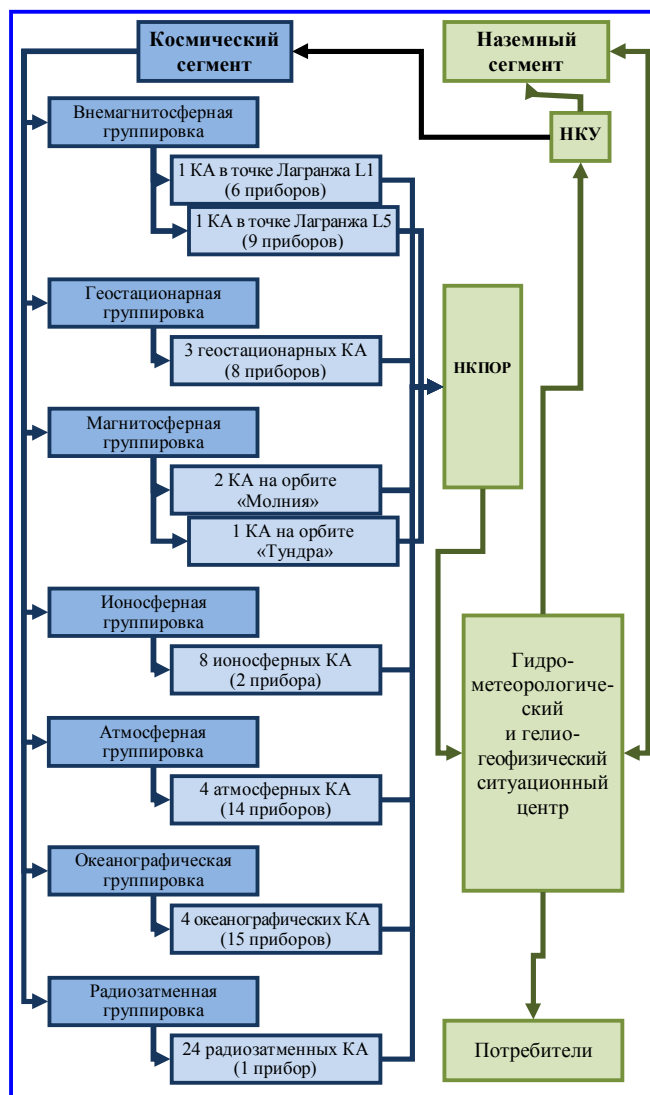 Космический
сегмент
Наземный
сегмент
Внемагнитосферная
группировка
НКУ
1 КА в точке Лагранжа L1
(6 приборов)
1 КА в точке Лагранжа L5
(9 приборов)
Геостационарная
группировка
3 геостационарных КА
(8 приборов)
НКПОР
Магнитосферная
группировка
2 КА на орбите
«Молния»
1 КА на орбите
«Тундра»
Ионосферная
группировка
8 ионосферных КА
(2 прибора)
Гидро-
метеорологиче-
ский
и гелио-
геофизический
ситуационный
центр
Атмосферная
группировка
4 атмосферных КА
(14 приборов)
Океанографическая
группировка
4 океанографических КА
(15 приборов)
Радиозатменная
группировка
24 радиозатменных КА
(1 прибор)
Потребители